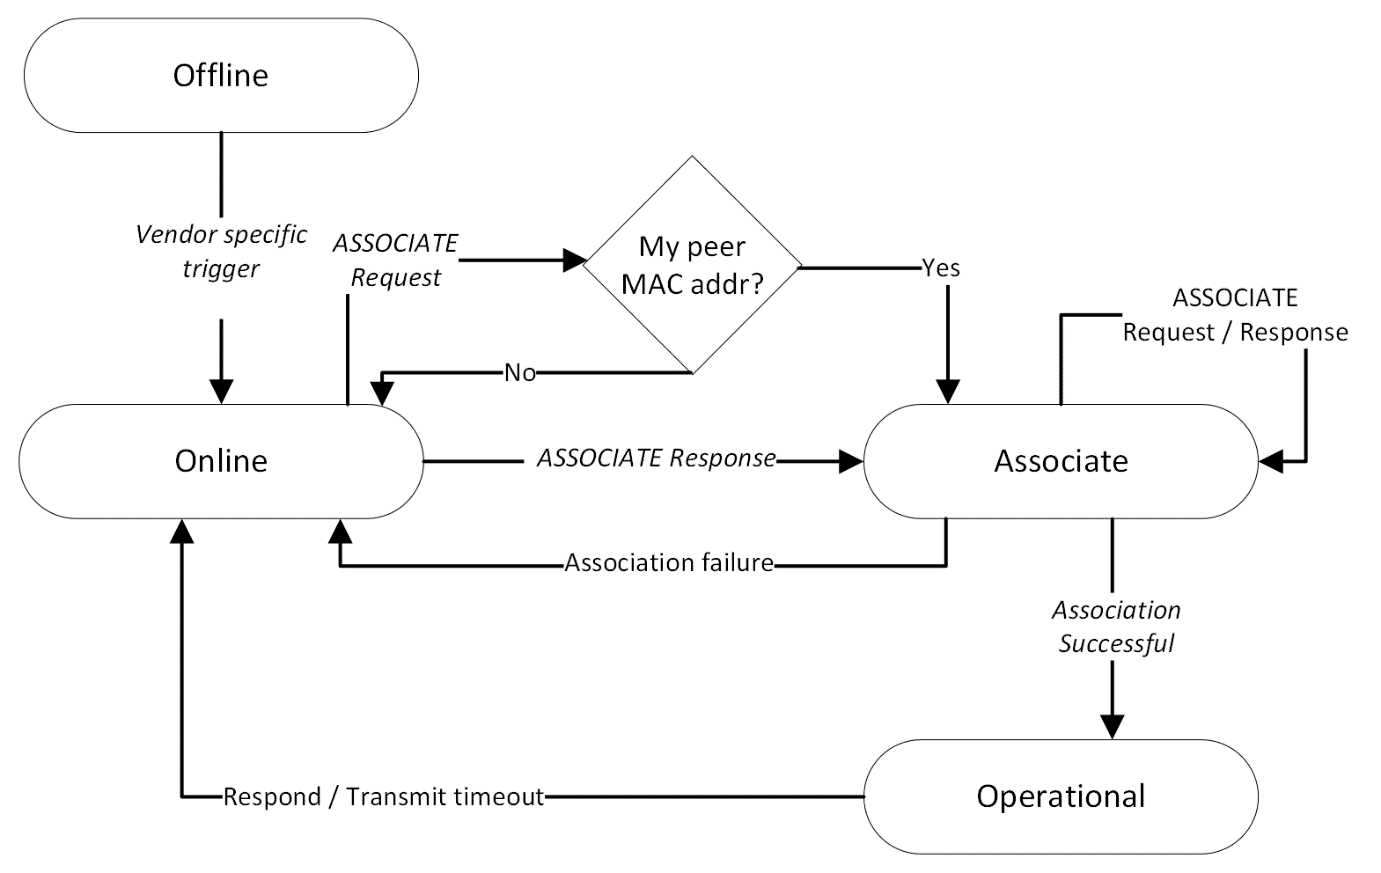 Offline
Vendor specific
trigger
ASSOCIATE
Request
My peer
MAC addr?
Yes
ASSOCIATE
Request / Response
No
Online
ASSOCIATE Response
Associate
Association failure
Association
Successful
Respond / Transmit timeout
Operational